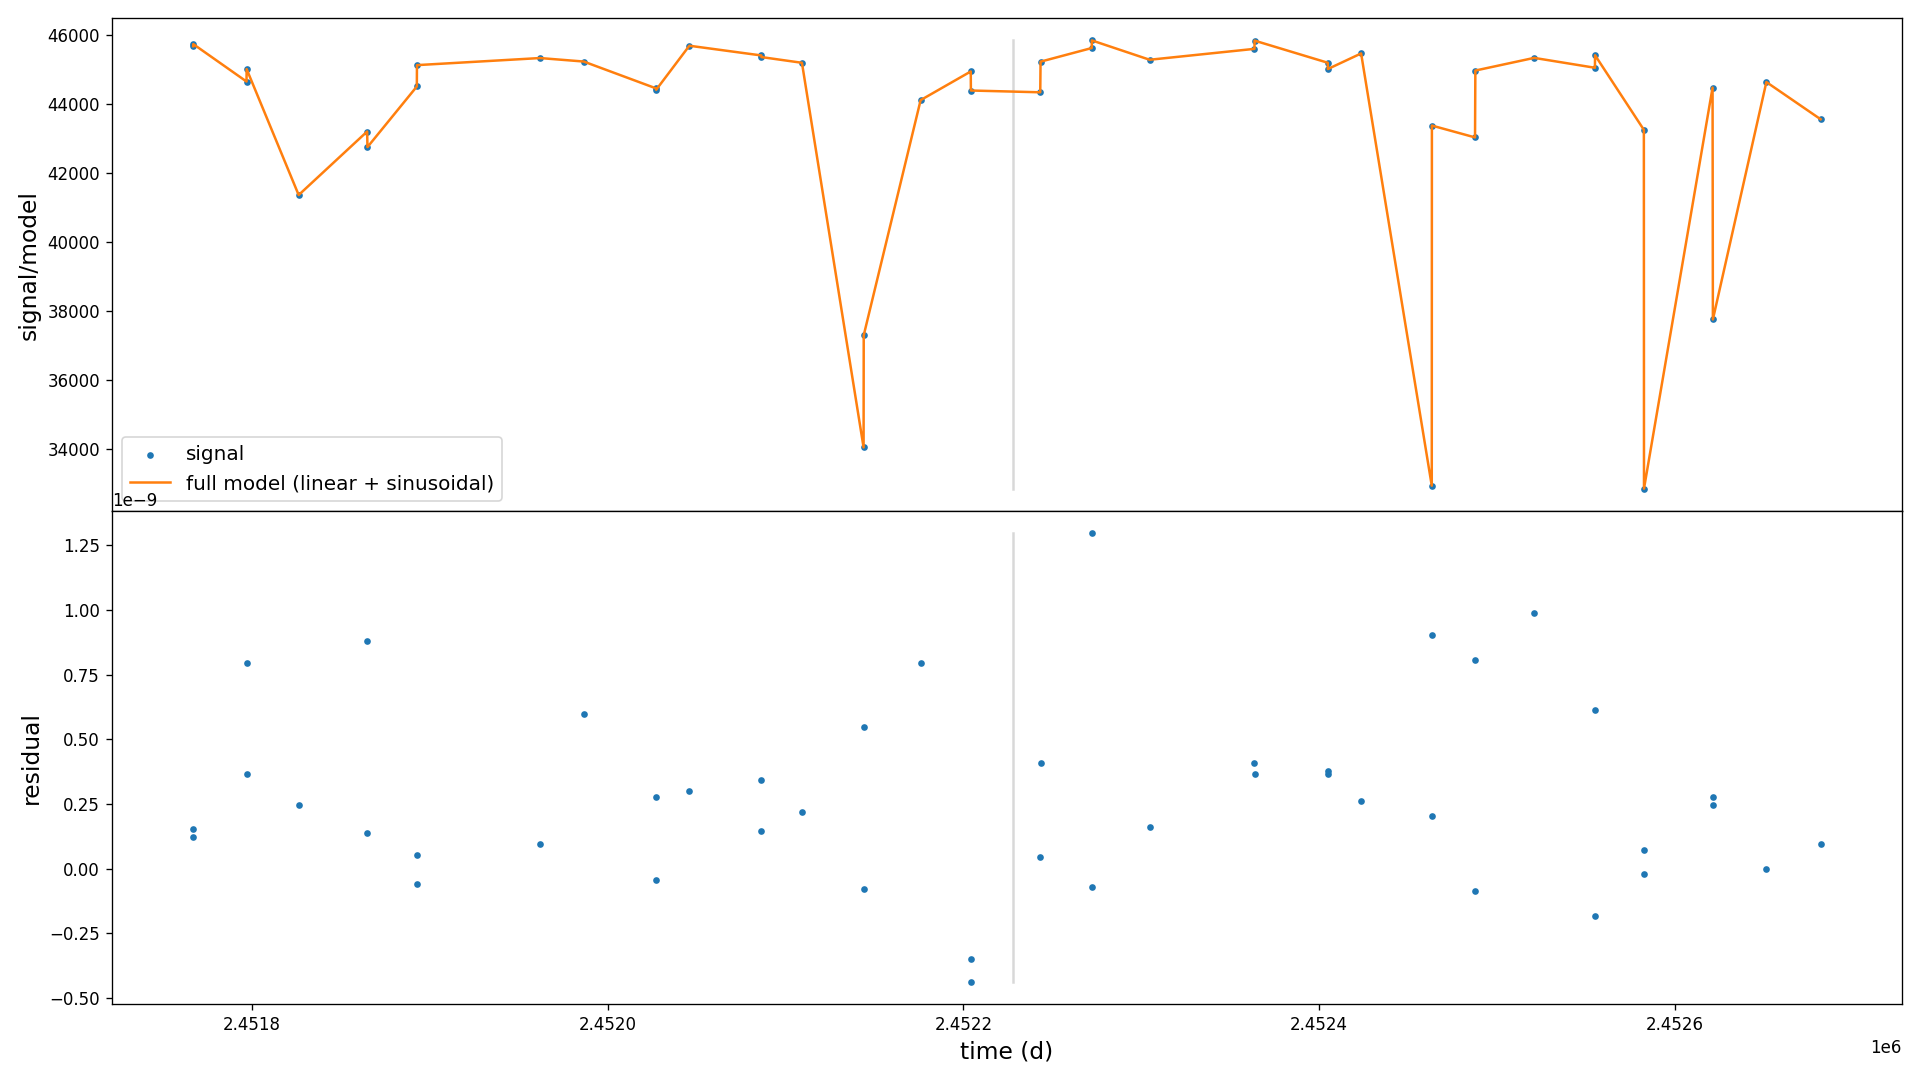 46000
44000
42000
40000
38000
36000
34000
signal/model
signal
full model (linear + sinusoidal)
1e−9
1.25
1.00
0.75
0.50
0.25
0.00
−0.25
−0.50
residual
2.4518
2.4520
2.4522
2.4524
2.4526
time (d)
1e6